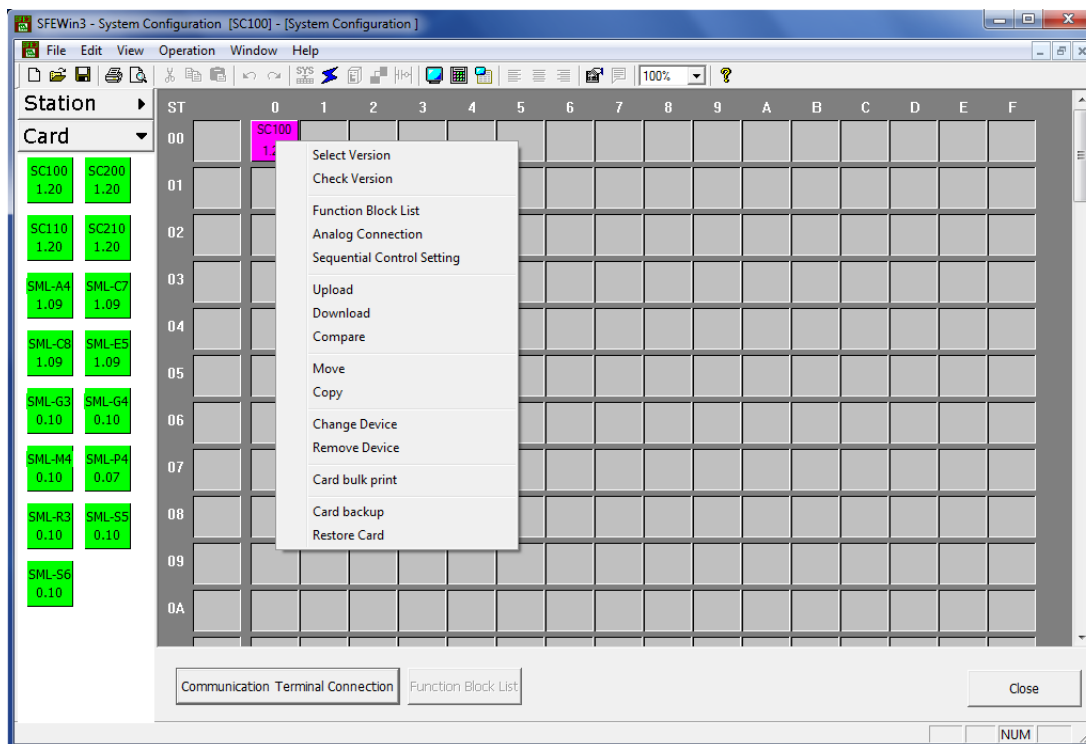 SFEWin3 - System Configuration [SC100] - [System Configuration ]
File Edit View Operation Window Help
SYS 100%
Station
Card
ST 0 1 2 3 4 5 6 7 8 9 A B C D E F
00
01
02
03
04
05
06
07
08
09
0A
SC100
SC100 1.20
SC200 1.20
SC110 1.20
SC210 1.20
SML-A4 1.09
SML-C7 1.09
SML-C8 1.09
SML-E5 1.09
SML-G3 0.10
SML-G4 0.10
SML-M4 0.10
SML-P4 0.07
SML-R3 0.10
SML-S5 0.10
SML-S6 0.10
Select Version
Check Version
Function Block List
Analog Connection
Sequential Control Setting
Upload
Download
Compare
Move
Copy
Change Device
Remove Device
Card bulk print
Card backup
Restore Card
Communication Terminal Connection
Function Block List
Close
NUM